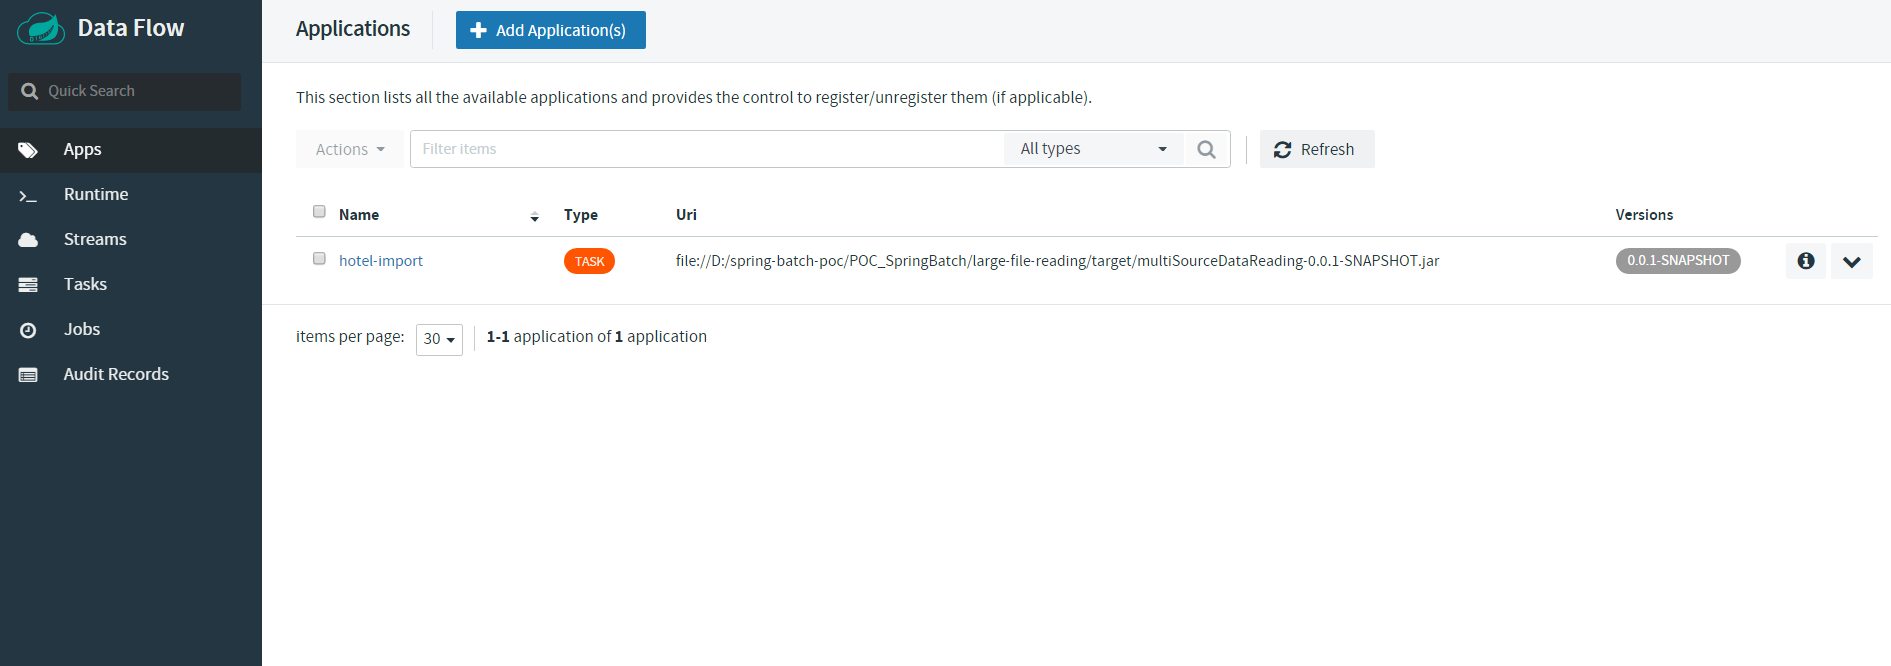 Data Flow
Quick Search
Apps
Runtime
Streams
Tasks
Jobs
Audit Records
Applications
Add Application(s)
This section lists all the available applications and provides the control to register/unregister them (if applicable).
Actions Filter items All types Refresh
Name Type Uri Versions
hotel-import TASK file://D:/spring-batch-poc/POC_SpringBatch/large-file-reading/target/multiSourceDataReading-0.0.1-SNAPSHOT.jar 0.0.1-SNAPSHOT
items per page: 30 1-1 application of 1 application